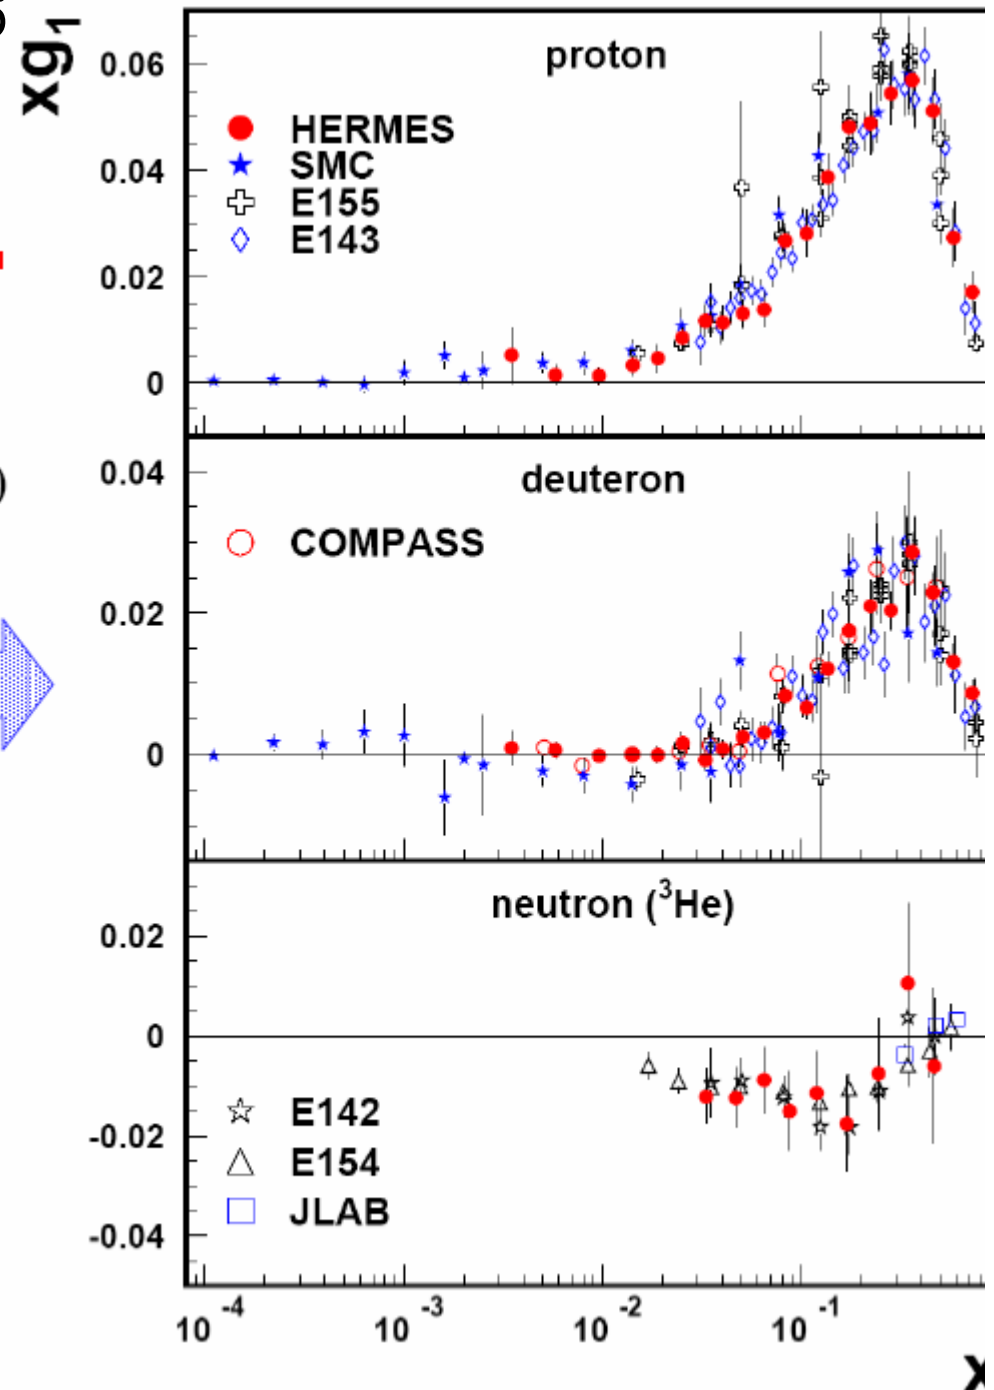 xg1
proton
0.06
0.04
0.02
0
HERMES
SMC
E155
E143
deuteron
0.04
0.02
0
COMPASS
neutron (³He)
0.02
0
-0.02
-0.04
E142
E154
JLAB
10⁻⁴ 10⁻³ 10⁻² 10⁻¹
x
)